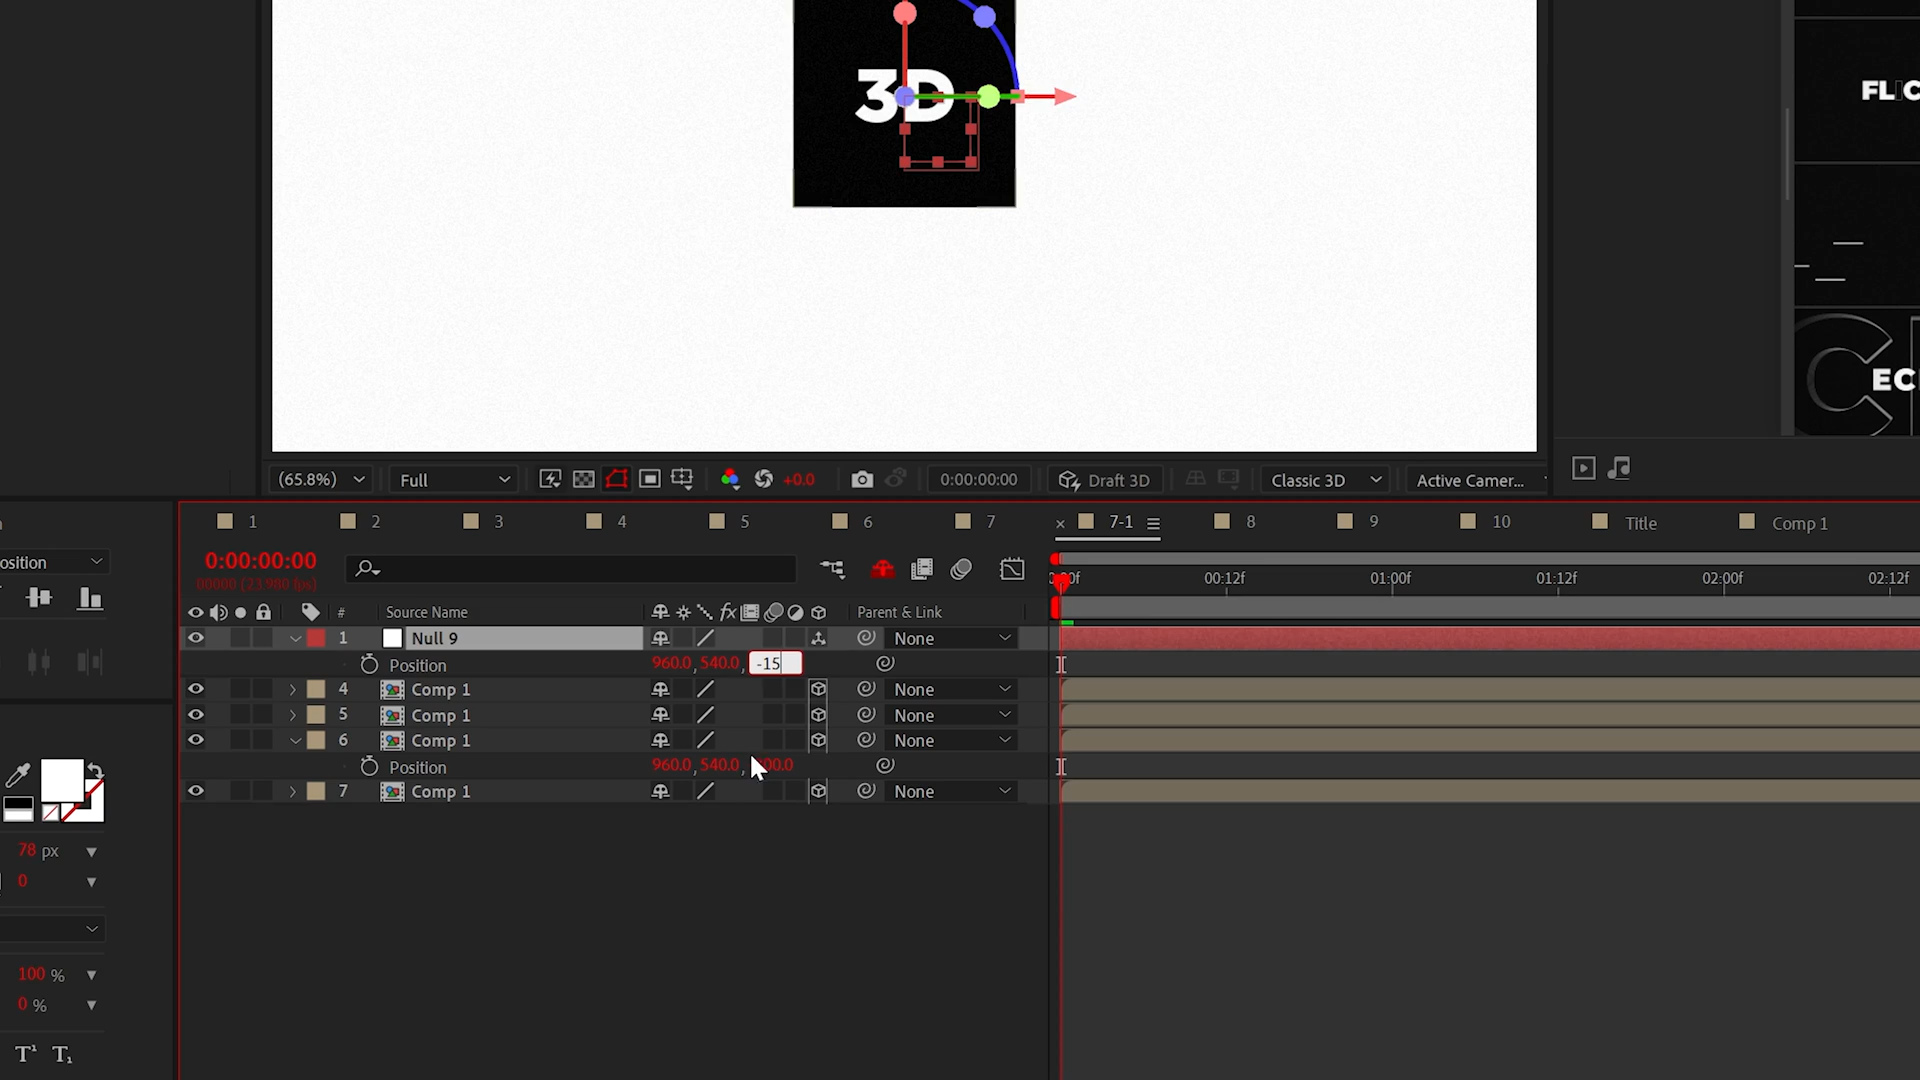 3D
FLIC
EC
(65.8%)
Full
+0.0
0:00:00:00
Draft 3D
Classic 3D
Active Camer...
1
2
3
4
5
6
7
7-1
8
9
10
Title
Comp 1
osition
0:00:00:00
00000 (23.980 fps)
00f
00:12f
01:00f
01:12f
02:00f
02:12f
#
Source Name
fx
Parent & Link
1
Null 9
None
Position
960.0, 540.0, -15
4
Comp 1
None
5
Comp 1
None
6
Comp 1
None
Position
960.0, 540.0,
7
Comp 1
None
78 px
0
100 %
0 %